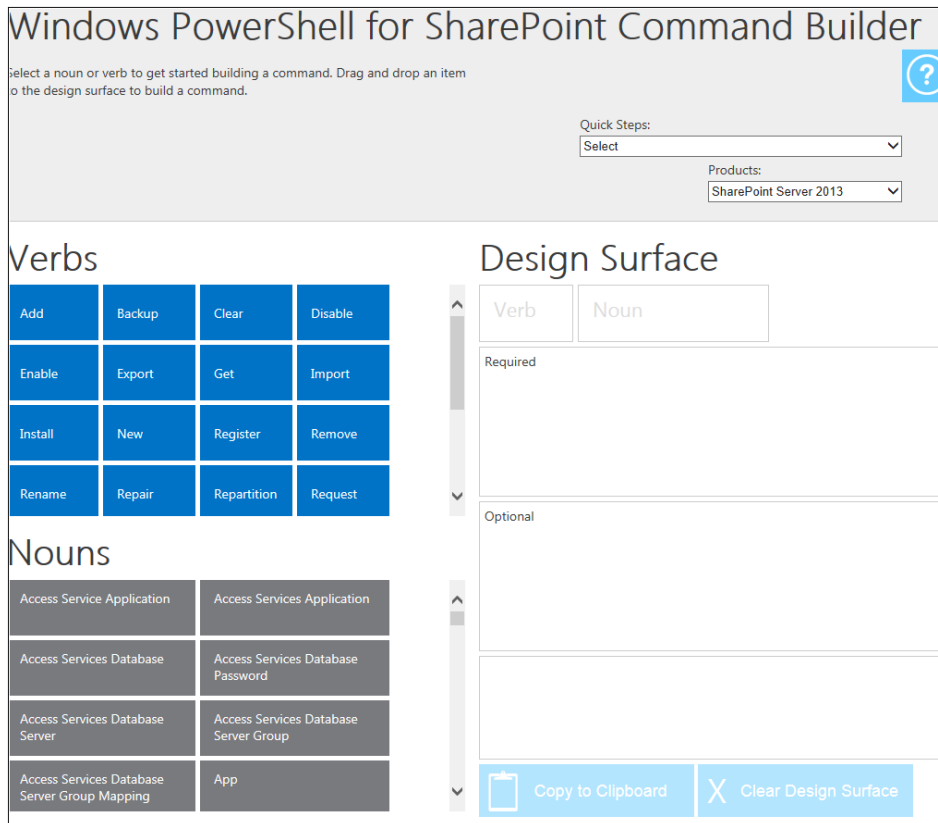 Windows PowerShell for SharePoint Command Builder
Select a noun or verb to get started building a command. Drag and drop an item
to the design surface to build a command.
?
Quick Steps:
Select
Products:
SharePoint Server 2013
Verbs
Add
Backup
Clear
Disable
Enable
Export
Get
Import
Install
New
Register
Remove
Rename
Repair
Repartition
Request
Nouns
Access Service Application
Access Services Application
Access Services Database
Access Services Database
Password
Access Services Database
Server
Access Services Database
Server Group
Access Services Database
Server Group Mapping
App
Design Surface
Verb
Noun
Required
Optional
Copy to Clipboard
X Clear Design Surface